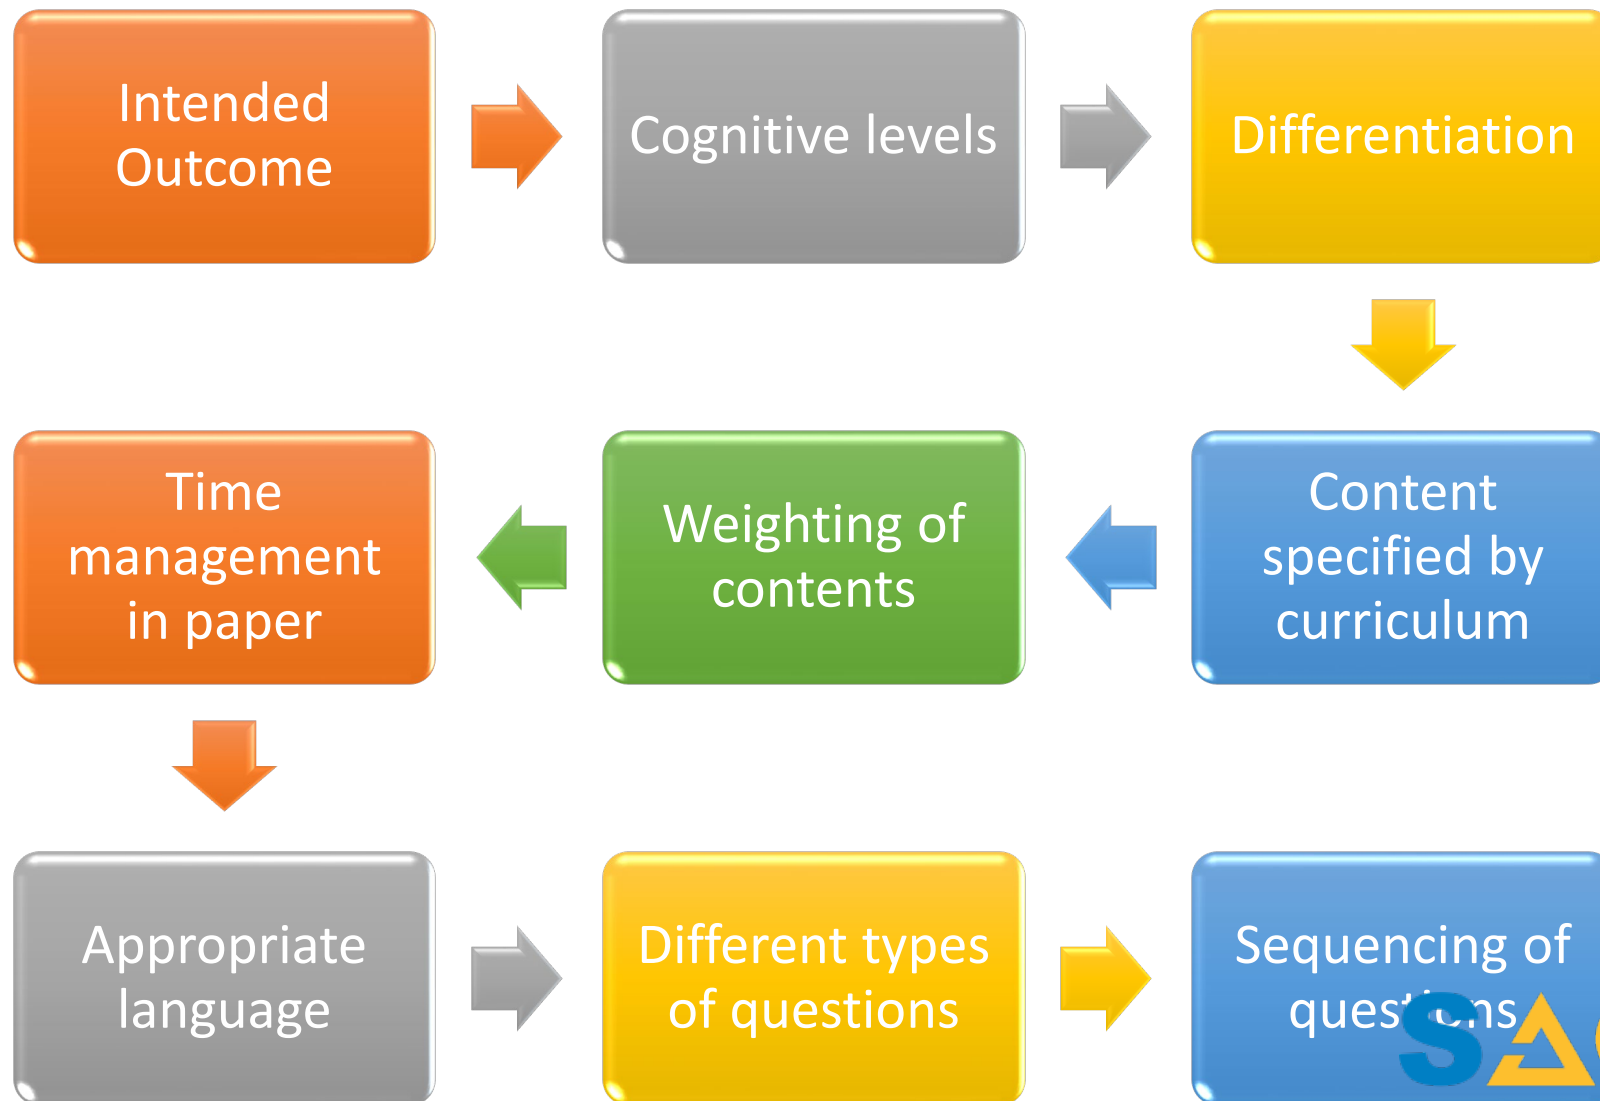 Intended
Outcome
Cognitive levels
Differentiation
Content
specified by
curriculum
Weighting of
contents
Time
management
in paper
Appropriate
language
Different types
of questions
Sequencing of
questions